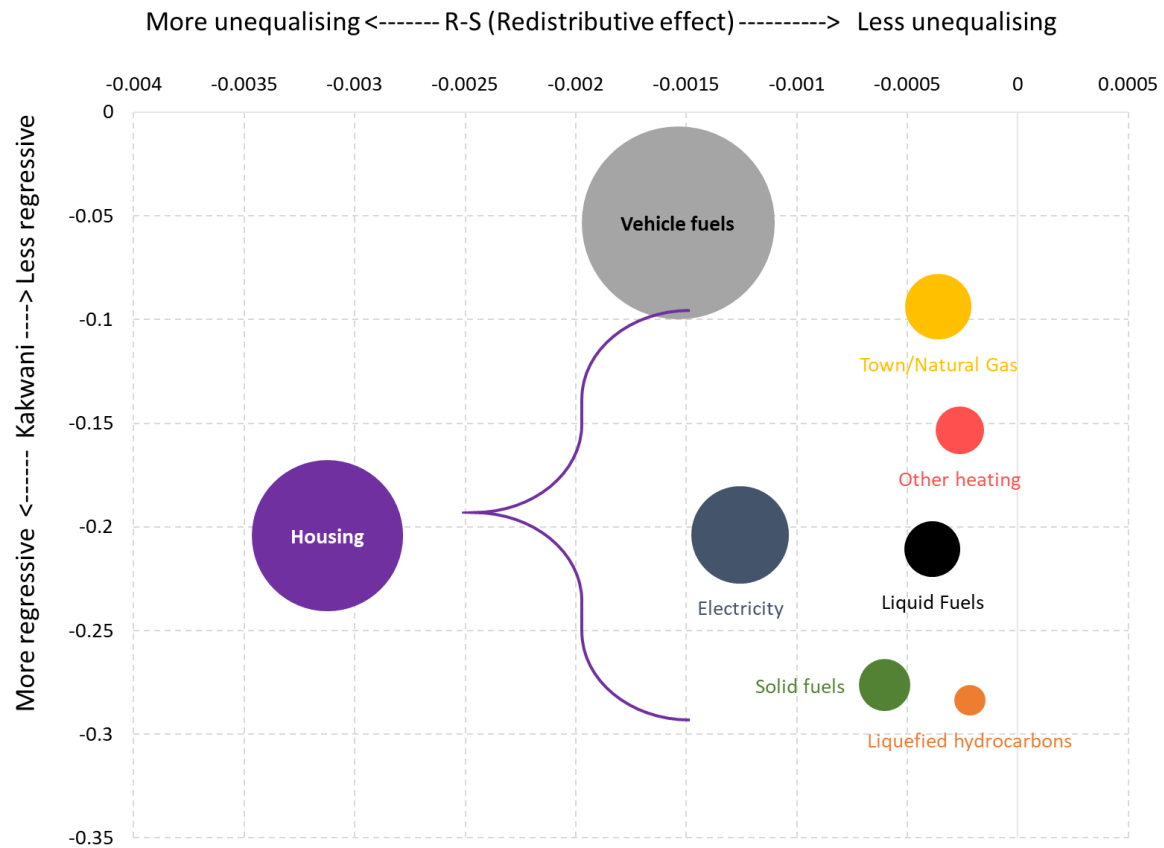 More unequalising <------- R-S (Redistributive effect) ----------> Less unequalising
-0.004 -0.0035 -0.003 -0.0025 -0.002 -0.0015 -0.001 -0.0005 0 0.0005
0
-0.05
-0.1
-0.15
-0.2
-0.25
-0.3
-0.35
More regressive <------ Kakwani ----> Less regressive
Vehicle fuels
Town/Natural Gas
Other heating
Housing
Electricity
Liquid Fuels
Solid fuels
Liquefied hydrocarbons